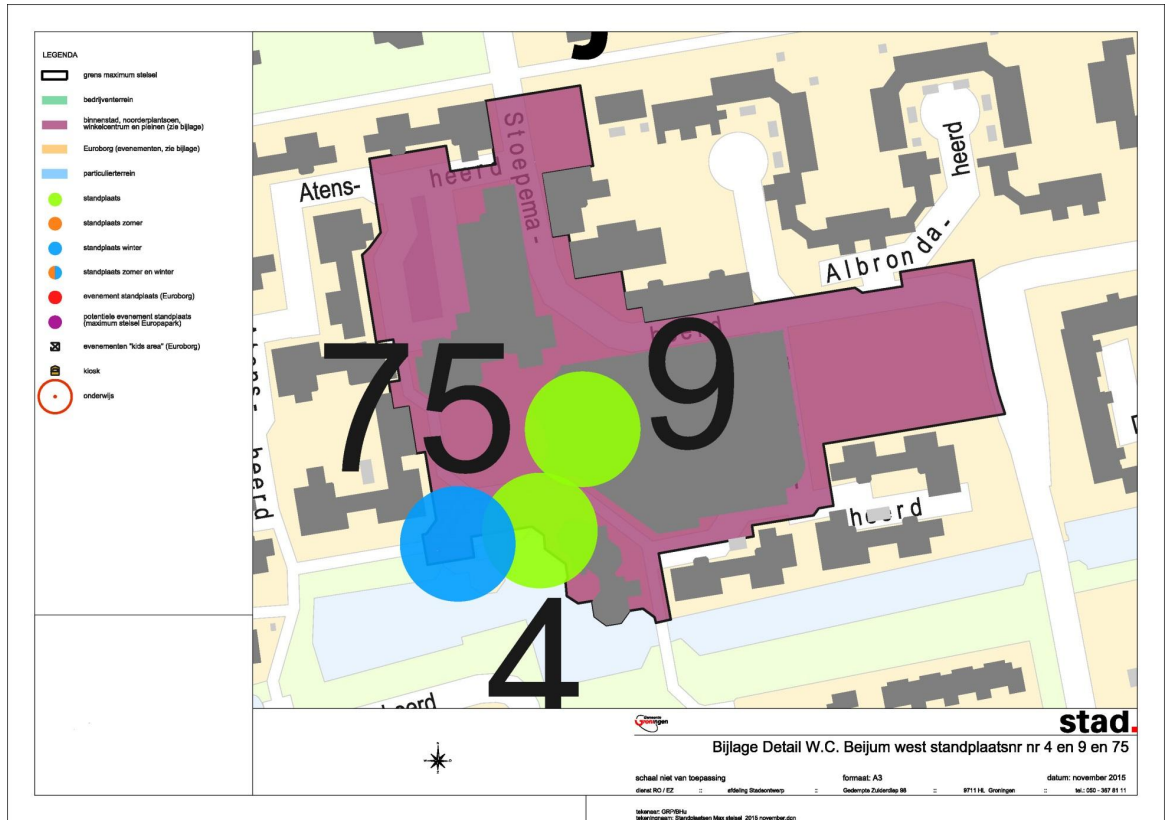 LEGENDA
grens maximum stelsel
bedrijventerrein
binnenstad, noorderplantsoen,
winkelcentrum en pleinen (zie bijlage)
Euroborg (evenementen, zie bijlage)
particulierterrein
standplaats
standplaats zomer
standplaats winter
standplaats zomer en winter
evenement standplaats (Euroborg)
potentiele evenement standplaats
(maximum stelsel Europapark)
evenementen "kids area" (Euroborg)
kiosk
onderwijs
Stoepema-
heerd
Atens-
heerd
Albronda-
heerd
75
9
Atens-
heerd
heerd
4
heerd
Gemeente
Groningen
stad.
Bijlage Detail W.C. Beijum west standplaatsnr nr 4 en 9 en 75
schaal niet van toepassing formaat: A3 datum: november 2015
dienst RO / EZ :: afdeling Stadsontwerp :: Gedempte Zuiderdiep 98 :: 9711 HL Groningen :: tel.: 050 - 367 81 11
tekenaar: GRP/BHu
tekeningnaam: Standplaatsen Max stelsel 2015 november.dgn